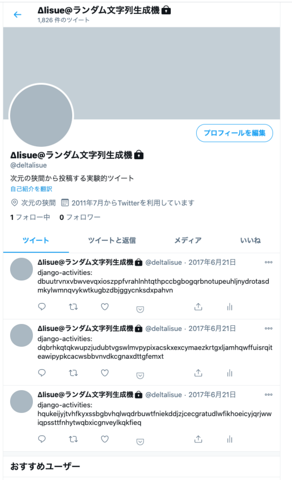 Δlisue@ランダム文字列生成機
1,826 件のツイート
Δlisue@ランダム文字列生成機
プロフィールを編集
@deltalisue
次元の狭間から投稿する実験的ツイート
自己紹介を翻訳
次元の狭間 2011年7月からTwitterを利用しています
1 フォロー中 0 フォロワー
ツイート ツイートと返信 メディア いいね
Δlisue@ランダム文字列生成機 @deltalisue · 2017年6月21日
django-activities:
dbuutrvnxvbwvevqxioszppfvrahlnhtqthpccbgbogqrbnotupeuhljnydrotasd
mkylwmnqvykwtkugbzdbjggycnksdxpahvn
Δlisue@ランダム文字列生成機 @deltalisue · 2017年6月21日
django-activities:
dqbrhkqtqkwupzjudubtvgswlmvpypixacskxexcymaezkrtgxljamhqwffuisrqit
eawipypkcacwsbbvnvdkcgnaxdttgfemxt
Δlisue@ランダム文字列生成機 @deltalisue · 2017年6月21日
django-activities:
hqukeijyjtvhfkyxssbgbvhqlwqdrbuwtfniekddjzjcecgratudlwfikhoeicyjqrjww
iqpssttfnhytwqbxicgnveylkqkfieq
おすすめユーザー